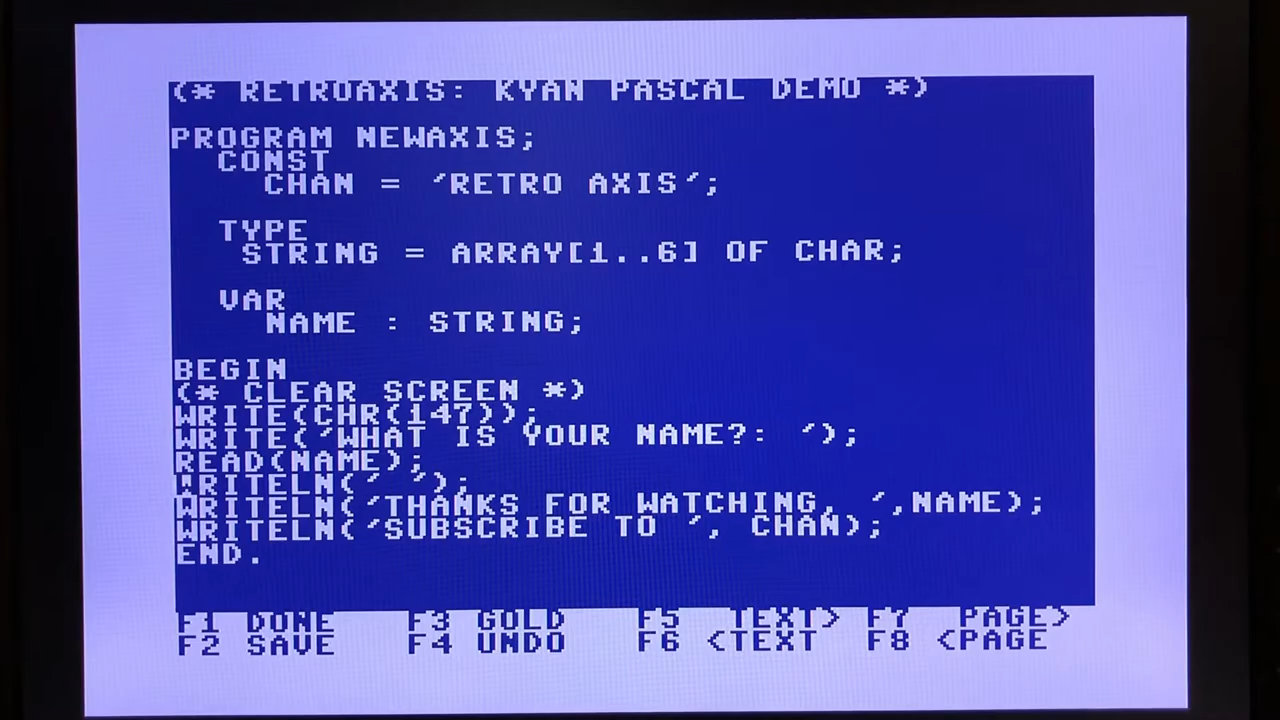 (* RETROAXIS: KYAN PASCAL DEMO *)
PROGRAM NEWAXIS;
CONST
CHAN = 'RETRO AXIS';
TYPE
STRING = ARRAY[1..6] OF CHAR;
VAR
NAME : STRING;
BEGIN
(* CLEAR SCREEN *)
WRITE(CHR(147));
WRITE('WHAT IS YOUR NAME?: ');
READ(NAME);
WRITELN(' ');
WRITELN('THANKS FOR WATCHING, ',NAME);
WRITELN('SUBSCRIBE TO ', CHAN);
END.
F1 DONE F3 GOLD F5 TEXT> F7 PAGE>
F2 SAVE F4 UNDO F6 <TEXT F8 <PAGE